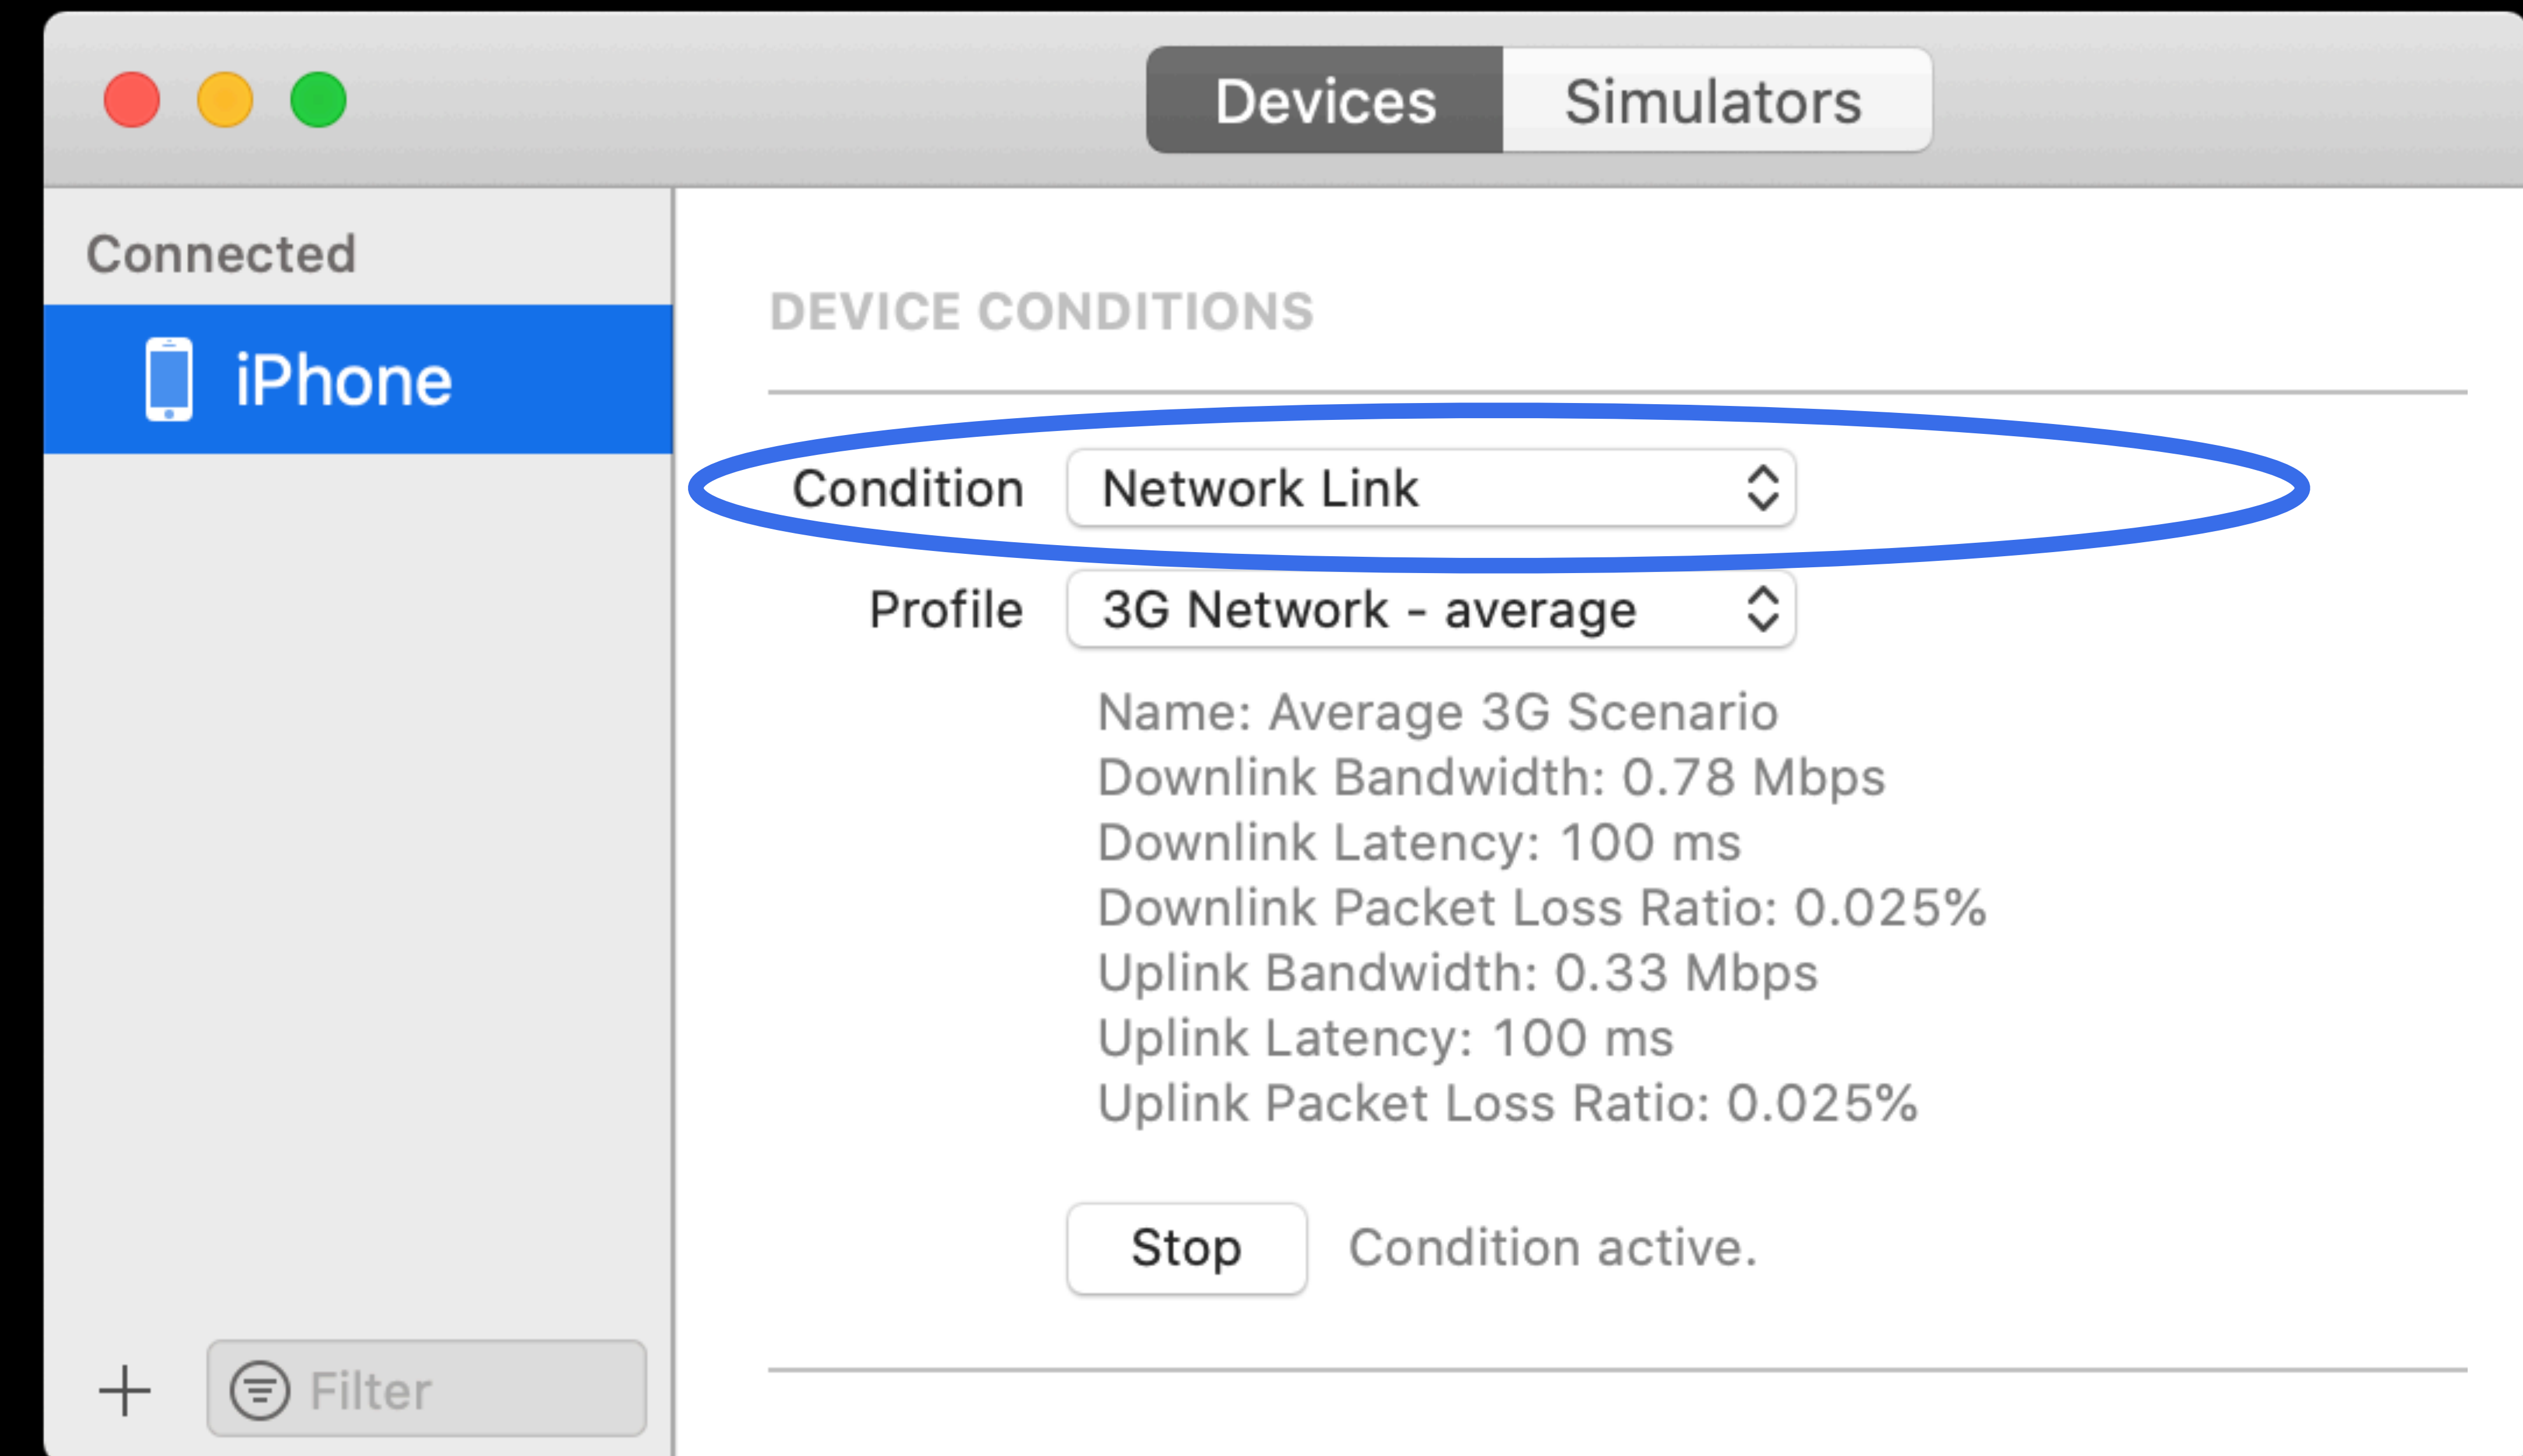 Devices Simulators
Connected
iPhone
DEVICE CONDITIONS
Condition Network Link
Profile 3G Network - average
Name: Average 3G Scenario
Downlink Bandwidth: 0.78 Mbps
Downlink Latency: 100 ms
Downlink Packet Loss Ratio: 0.025%
Uplink Bandwidth: 0.33 Mbps
Uplink Latency: 100 ms
Uplink Packet Loss Ratio: 0.025%
Stop Condition active.
Filter